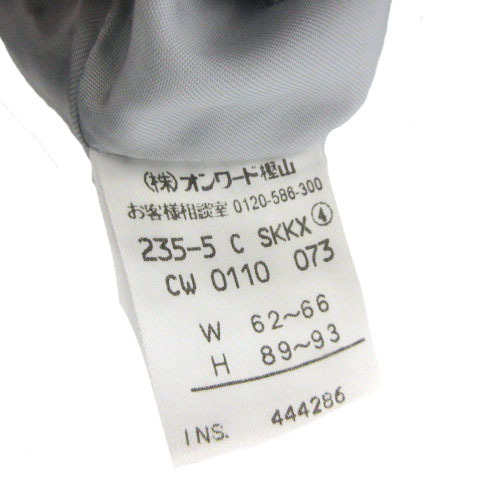 (株)オンワード樫山
お客様相談室 0120-586-300
235-5 C SKKX ④
CW 0110 073
W 62~66
H 89~93
INS. 444286